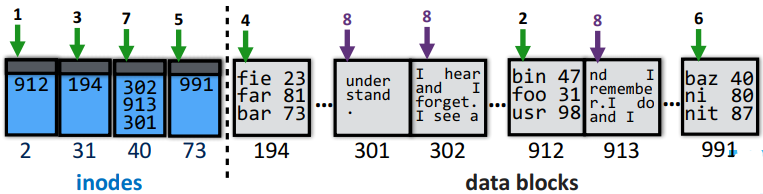 1 3 7 5 4 8 8 2 8 6
912 194 302 991
913
301
fie 23
far 81
bar 73
...
under
stand
.
I hear
and I
forget.
I see a
...
bin 47
foo 31
usr 98
nd I
remembe
r.I do
and I
...
baz 40
ni 80
nit 87
2 31 40 73 194 301 302 912 913 991
inodes data blocks